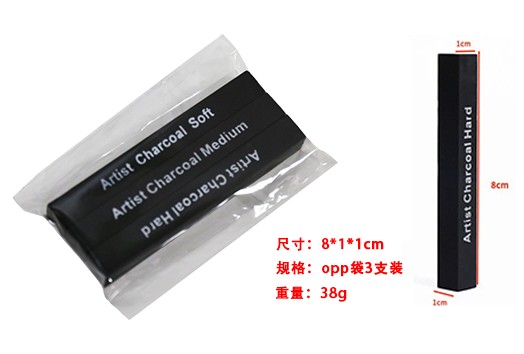 Artist Charcoal Soft
Artist Charcoal Medium
Artist Charcoal Hard
1cm
Artist Charcoal Hard
8cm
1cm
尺寸：8*1*1cm
规格：opp袋3支装
重量：38g